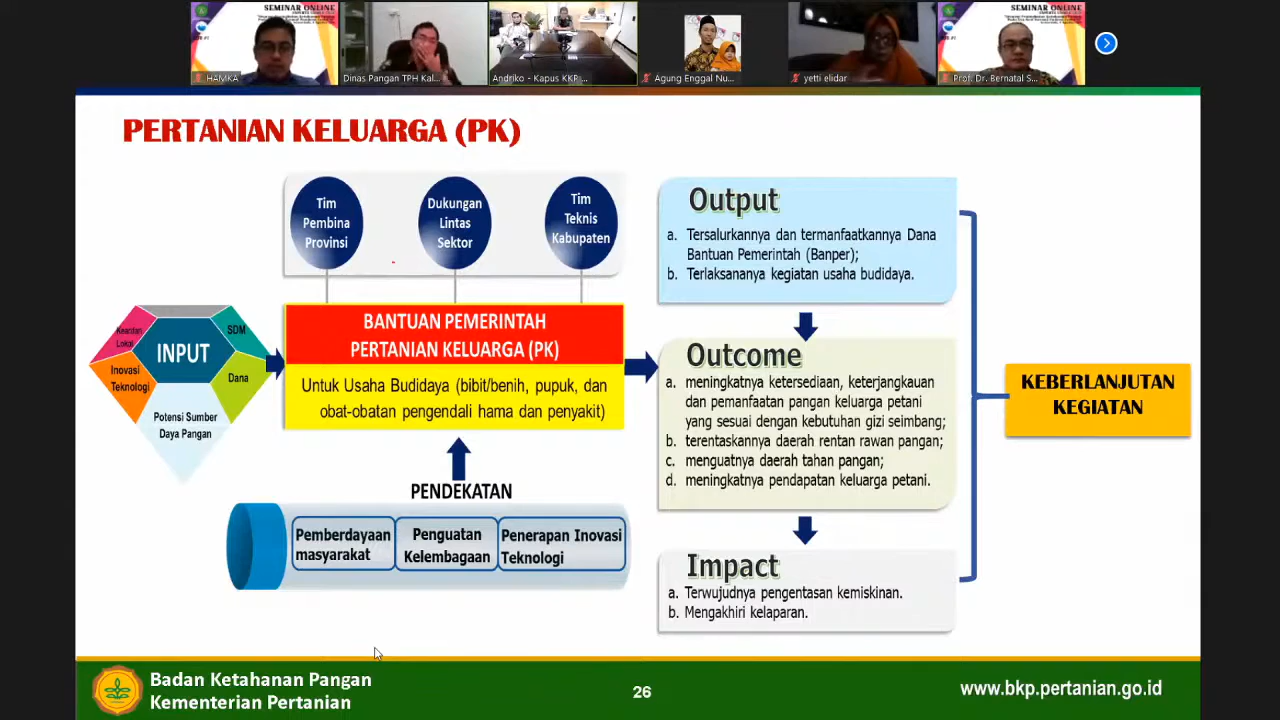 SEMINAR ONLINE
SEMINAR ONLINE
HAMKA
Dinas Pangan TPH Kal...
Andriko - Kapus KKP ...
Agung Enggal Nu...
yetti elidar
Prof. Dr. Bernatal S...
PERTANIAN KELUARGA (PK)
Tim
Pembina
Provinsi
Dukungan
Lintas
Sektor
Tim
Teknis
Kabupaten
INPUT
Kearifan
Lokal
SDM
Inovasi
Teknologi
Dana
Potensi Sumber
Daya Pangan
BANTUAN PEMERINTAH
PERTANIAN KELUARGA (PK)
Untuk Usaha Budidaya (bibit/benih, pupuk, dan
obat-obatan pengendali hama dan penyakit)
PENDEKATAN
Pemberdayaan
masyarakat
Penguatan
Kelembagaan
Penerapan Inovasi
Teknologi
Output
a. Tersalurkannya dan termanfaatkannya Dana
Bantuan Pemerintah (Banper);
b. Terlaksananya kegiatan usaha budidaya.
Outcome
a. meningkatnya ketersediaan, keterjangkauan
dan pemanfaatan pangan keluarga petani
yang sesuai dengan kebutuhan gizi seimbang;
b. terentaskannya daerah rentan rawan pangan;
c. menguatnya daerah tahan pangan;
d. meningkatnya pendapatan keluarga petani.
Impact
a. Terwujudnya pengentasan kemiskinan.
b. Mengakhiri kelaparan.
KEBERLANJUTAN
KEGIATAN
Badan Ketahanan Pangan
Kementerian Pertanian
26
www.bkp.pertanian.go.id